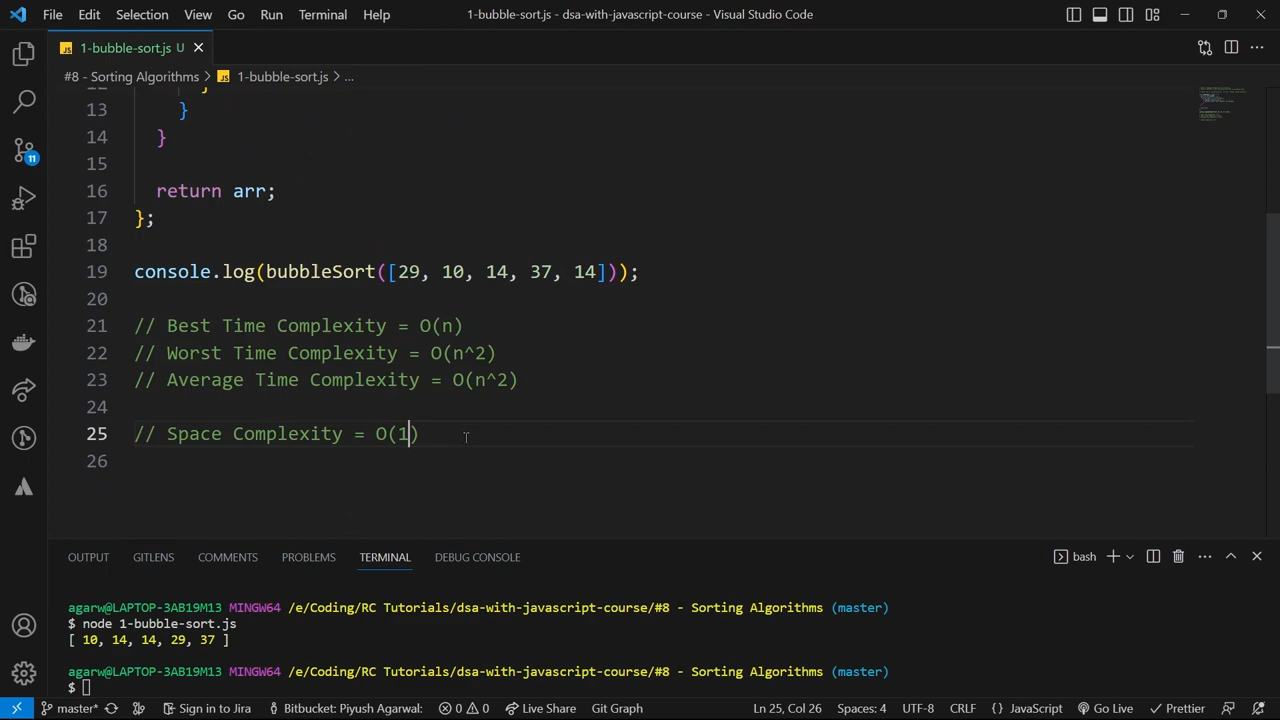 File Edit Selection View Go Run Terminal Help 1-bubble-sort.js - dsa-with-javascript-course - Visual Studio Code
JS 1-bubble-sort.js U
#8 - Sorting Algorithms > JS 1-bubble-sort.js > ...
12 }
13 }
14 }
15
16 return arr;
17 };
18
19 console.log(bubbleSort([29, 10, 14, 37, 14]));
20
21 // Best Time Complexity = O(n)
22 // Worst Time Complexity = O(n^2)
23 // Average Time Complexity = O(n^2)
24
25 // Space Complexity = O(1)
26
11
OUTPUT GITLENS COMMENTS PROBLEMS TERMINAL DEBUG CONSOLE bash
agarw@LAPTOP-3AB19M13 MINGW64 /e/Coding/RC Tutorials/dsa-with-javascript-course/#8 - Sorting Algorithms (master)
$ node 1-bubble-sort.js
[ 10, 14, 14, 29, 37 ]
agarw@LAPTOP-3AB19M13 MINGW64 /e/Coding/RC Tutorials/dsa-with-javascript-course/#8 - Sorting Algorithms (master)
$
master* Sign in to Jira Bitbucket: Piyush Agarwal: 0 0 Live Share Git Graph Ln 25, Col 26 Spaces: 4 UTF-8 CRLF {} JavaScript Go Live Prettier